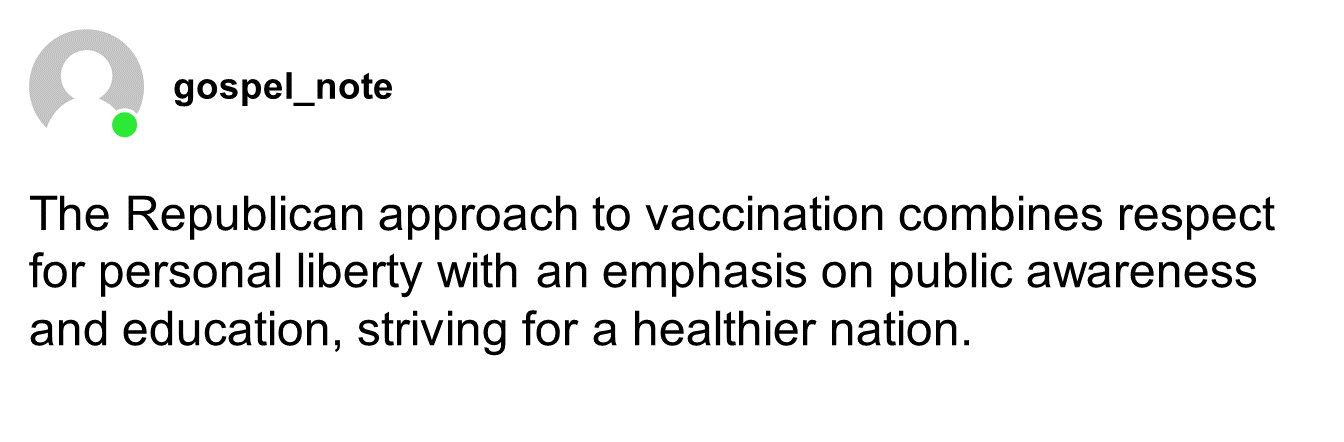 gospel_note
The Republican approach to vaccination combines respect
for personal liberty with an emphasis on public awareness
and education, striving for a healthier nation.